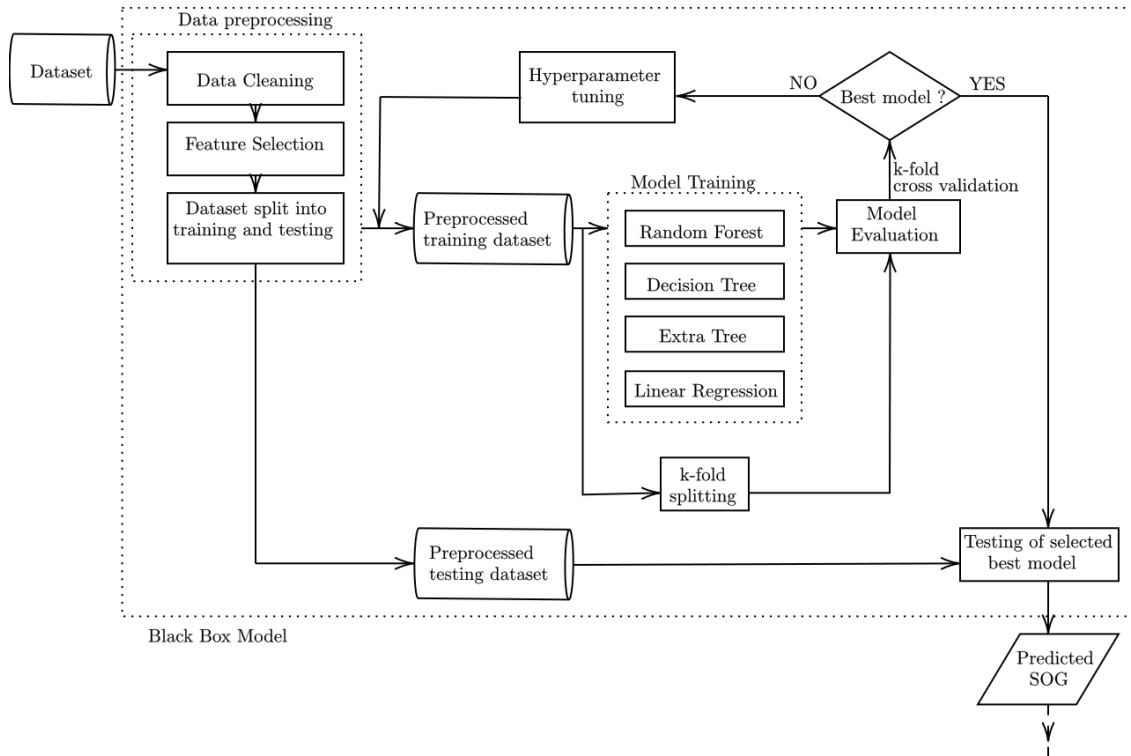 Data preprocessing
Dataset
Data Cleaning
Feature Selection
Dataset split into
training and testing
Hyperparameter
tuning
NO
Best model ?
YES
k-fold
cross validation
Preprocessed
training dataset
Model Training
Random Forest
Decision Tree
Extra Tree
Linear Regression
Model
Evaluation
k-fold
splitting
Preprocessed
testing dataset
Testing of selected
best model
Black Box Model
Predicted
SOG